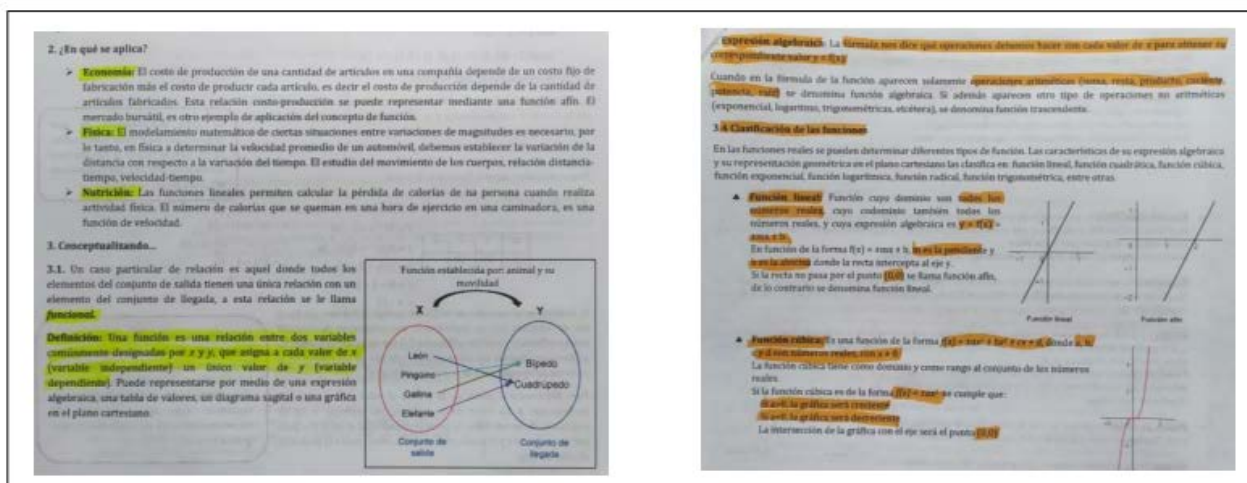 2. ¿En qué se aplica?
➤ Economía: El costo de producción de una cantidad de artículos en una compañía depende de un costo fijo de
fabricación más el costo de producir cada artículo, es decir el costo de producción depende de la cantidad de
artículos fabricados. Esta relación costo-producción se puede representar mediante una función afín. El
mercado bursátil, es otro ejemplo de aplicación del concepto de función.
➤ Física: El modelamiento matemático de ciertas situaciones entre variaciones de magnitudes es necesario, por
lo tanto, en física a determinar la velocidad promedio de un automóvil, debemos establecer la variación de la
distancia con respecto a la variación del tiempo. El estudio del movimiento de los cuerpos, relación distancia-
tiempo, velocidad-tiempo.
➤ Nutrición: Las funciones lineales permiten calcular la pérdida de calorías de na persona cuando realiza
actividad física. El número de calorías que se queman en una hora de ejercicio en una caminadora, es una
función de velocidad.
3. Conceptualizando...
3.1. Un caso particular de relación es aquel donde todos los
elementos del conjunto de salida tienen una única relación con un
elemento del conjunto de llegada, a esta relación se le llama
funcional.
Definición: Una función es una relación entre dos variables
comúnmente designadas por x y y, que asigna a cada valor de x
(variable independiente) un único valor de y (variable
dependiente). Puede representarse por medio de una expresión
algebraica, una tabla de valores, un diagrama sagital o una gráfica
en el plano cartesiano.
Función establecida por: animal y su
movilidad
X Y
León
Pingüino
Gallina
Elefante
Bípedo
Cuadrúpedo
Conjunto de
salida
Conjunto de
llegada
expresión algebraica: La fórmula nos dice qué operaciones debemos hacer con cada valor de x para obtener su
correspondiente valor y = f(x)
Cuando en la fórmula de la función aparecen solamente operaciones aritméticas (suma, resta, producto, cociente,
potencia, raíz) se denomina función algebraica. Si además aparecen otro tipo de operaciones no aritméticas
(exponencial, logaritmo, trigonométricas, etcétera), se denomina función trascendente.
3.4 Clasificación de las funciones
En las funciones reales se pueden determinar diferentes tipos de función. Las características de su expresión algebraica
y su representación geométrica en el plano cartesiano las clasifica en: función lineal, función cuadrática, función cúbica,
función exponencial, función logarítmica, función radical, función trigonométrica, entre otras.
▲ Función lineal: Función cuyo dominio son todos los
números reales, cuyo codominio también todos los
números reales, y cuya expresión algebraica es y = f(x) =
En función de la forma m es la pendiente y
donde la recta intercepta al eje y.
Si la recta no pasa por el punto (0,0) se llama función afín,
de lo contrario se denomina función lineal.
Función lineal
Función afín
▲ Función cúbica: Es una función de la forma donde a, b,
y d son números reales, con
La función cúbica tiene como dominio y como rango al conjunto de los números
reales.
Si la función cúbica es de la forma se cumple que:
la gráfica será creciente
la gráfica será decreciente
La intersección de la gráfica con el eje será el punto (0,0)